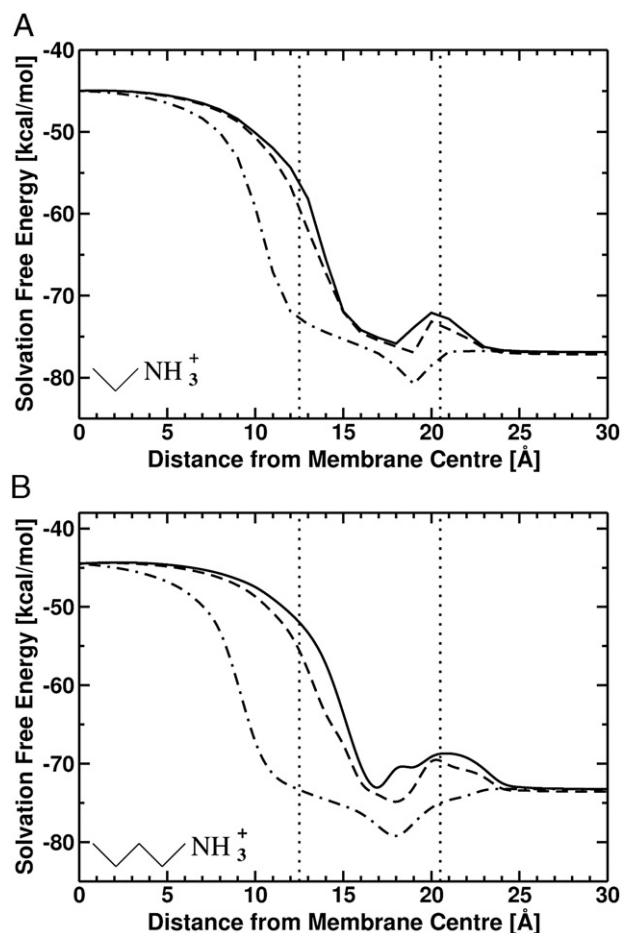 A
Solvation Free Energy [kcal/mol]
-40
-50
-60
-70
-80
NH3+
0 5 10 15 20 25 30
Distance from Membrane Centre [Å]
B
Solvation Free Energy [kcal/mol]
-40
-50
-60
-70
-80
NH3+
0 5 10 15 20 25 30
Distance from Membrane Centre [Å]